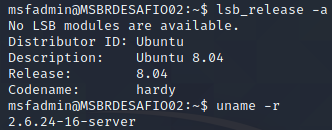 msfadmin@MSBRDESAFIO02:~$ lsb_release -a
No LSB modules are available.
Distributor ID: Ubuntu
Description:    Ubuntu 8.04
Release:        8.04
Codename:       hardy
msfadmin@MSBRDESAFIO02:~$ uname -r
2.6.24-16-server